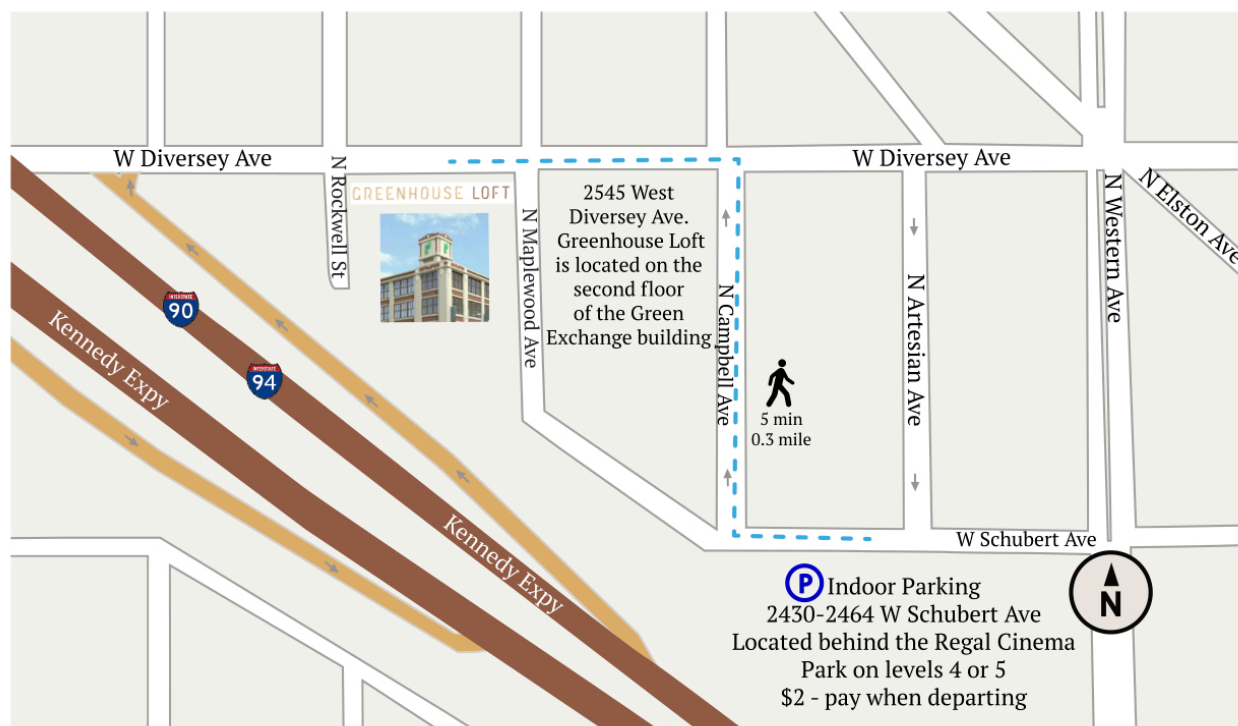 W Diversey Ave
W Diversey Ave
N Rockwell St
GREENHOUSE LOFT
N Maplewood Ave
2545 West
Diversey Ave.
Greenhouse Loft
is located on the
second floor
of the Green
Exchange building
N Campbell Ave
N Artesian Ave
N Western Ave
N Elston Ave
INTERSTATE
90
INTERSTATE
94
Kennedy Expy
Kennedy Expy
5 min
0.3 mile
W Schubert Ave
P Indoor Parking
2430-2464 W Schubert Ave
Located behind the Regal Cinema
Park on levels 4 or 5
$2 - pay when departing
N